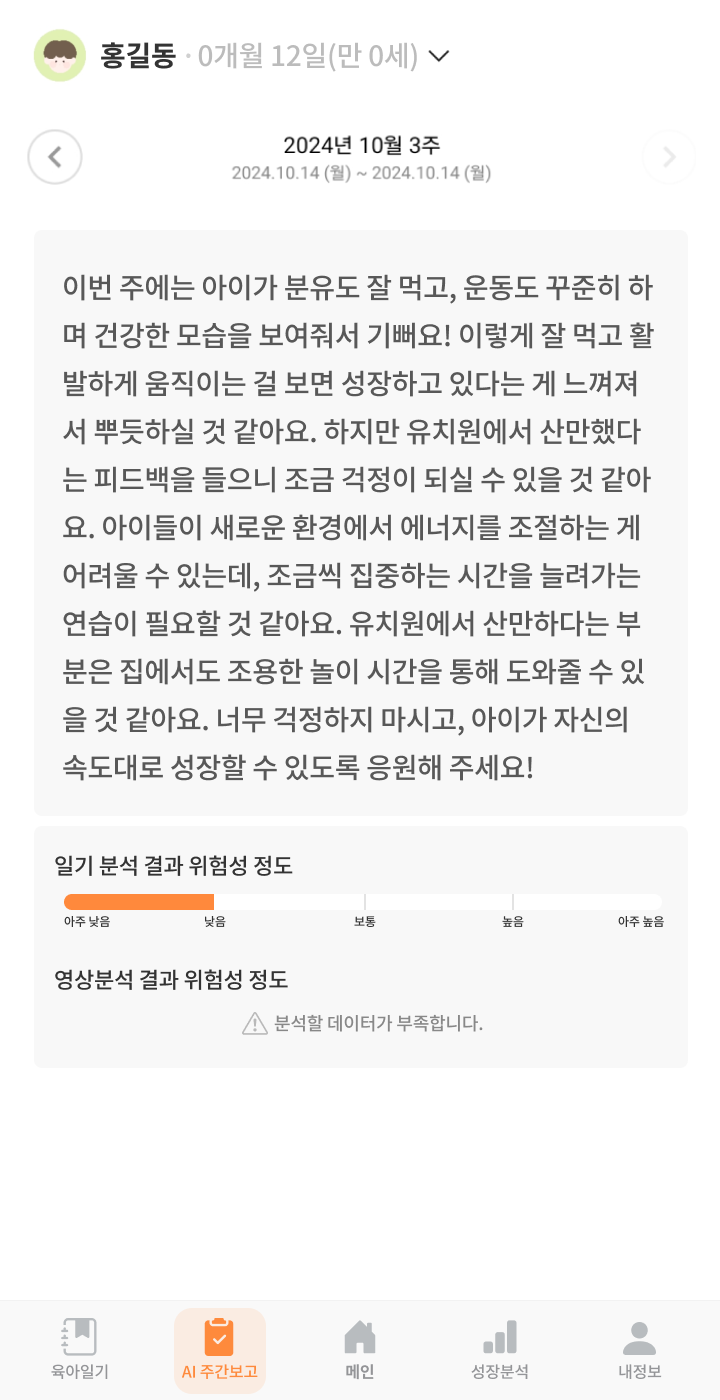 홍길동 · 0개월 12일(만 0세)
2024년 10월 3주
2024.10.14 (월) ~ 2024.10.14 (월)
이번 주에는 아이가 분유도 잘 먹고, 운동도 꾸준히 하
며 건강한 모습을 보여줘서 기뻐요! 이렇게 잘 먹고 활
발하게 움직이는 걸 보면 성장하고 있다는 게 느껴져
서 뿌듯하실 것 같아요. 하지만 유치원에서 산만했다
는 피드백을 들으니 조금 걱정이 되실 수 있을 것 같아
요. 아이들이 새로운 환경에서 에너지를 조절하는 게
어려울 수 있는데, 조금씩 집중하는 시간을 늘려가는
연습이 필요할 것 같아요. 유치원에서 산만하다는 부
분은 집에서도 조용한 놀이 시간을 통해 도와줄 수 있
을 것 같아요. 너무 걱정하지 마시고, 아이가 자신의
속도대로 성장할 수 있도록 응원해 주세요!
일기 분석 결과 위험성 정도
아주 낮음 낮음 보통 높음 아주 높음
영상분석 결과 위험성 정도
분석할 데이터가 부족합니다.
육아일기 AI 주간보고 메인 성장분석 내정보